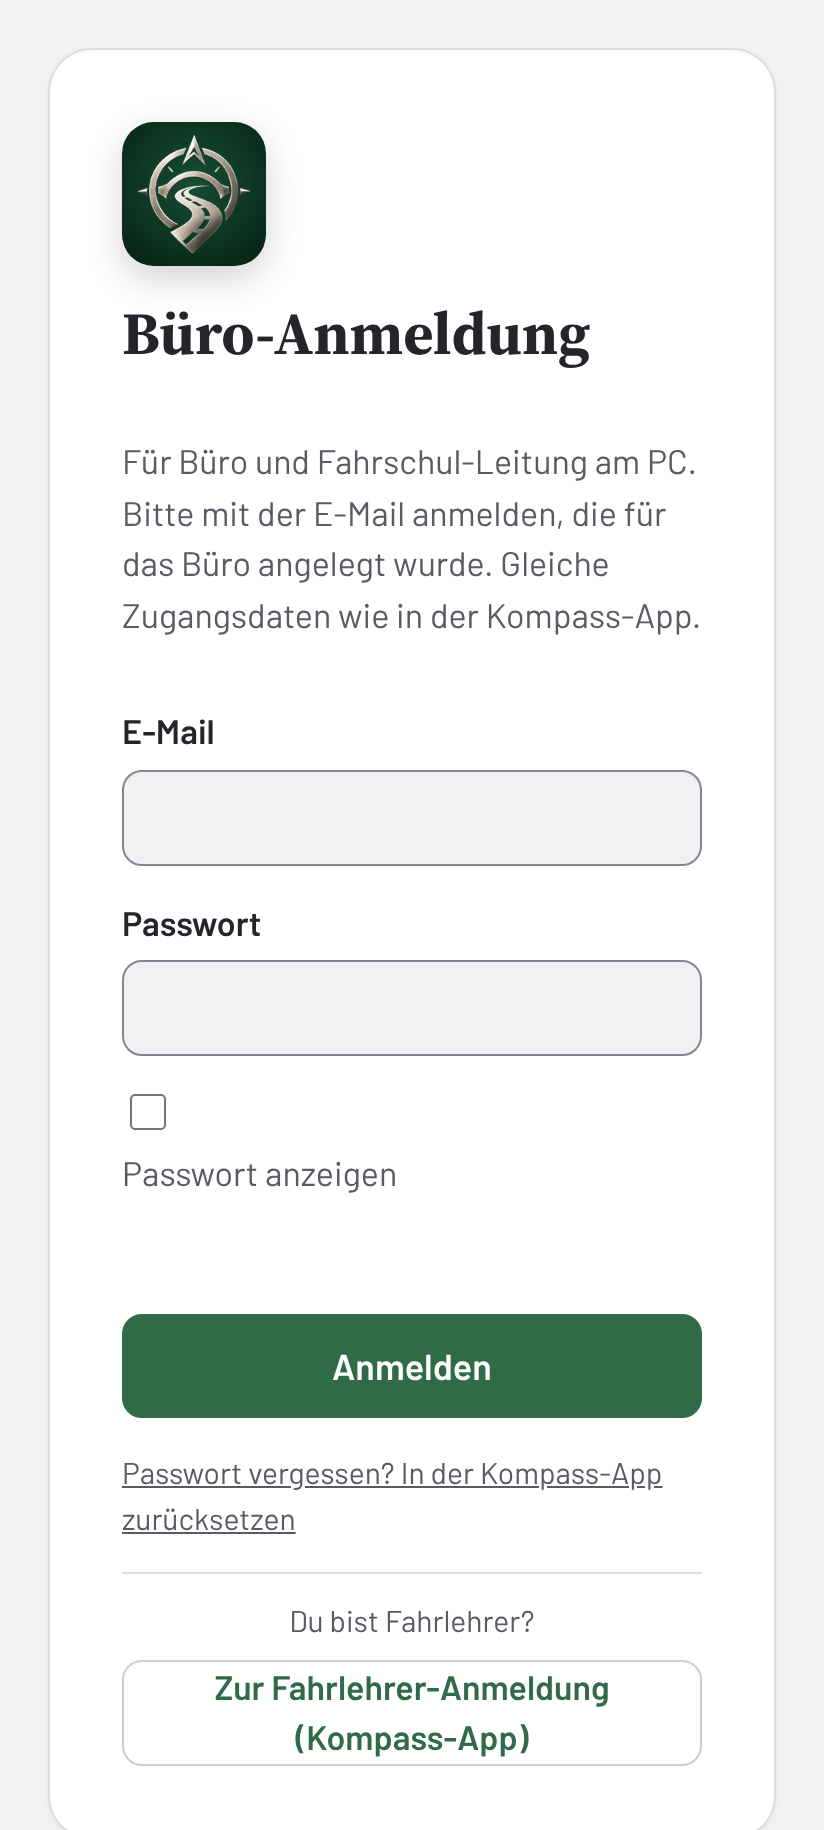 Büro-Anmeldung
Für Büro und Fahrschul-Leitung am PC.
Bitte mit der E-Mail anmelden, die für
das Büro angelegt wurde. Gleiche
Zugangsdaten wie in der Kompass-App.
E-Mail
Passwort
Passwort anzeigen
Anmelden
Passwort vergessen? In der Kompass-App
zurücksetzen
Du bist Fahrlehrer?
Zur Fahrlehrer-Anmeldung
(Kompass-App)